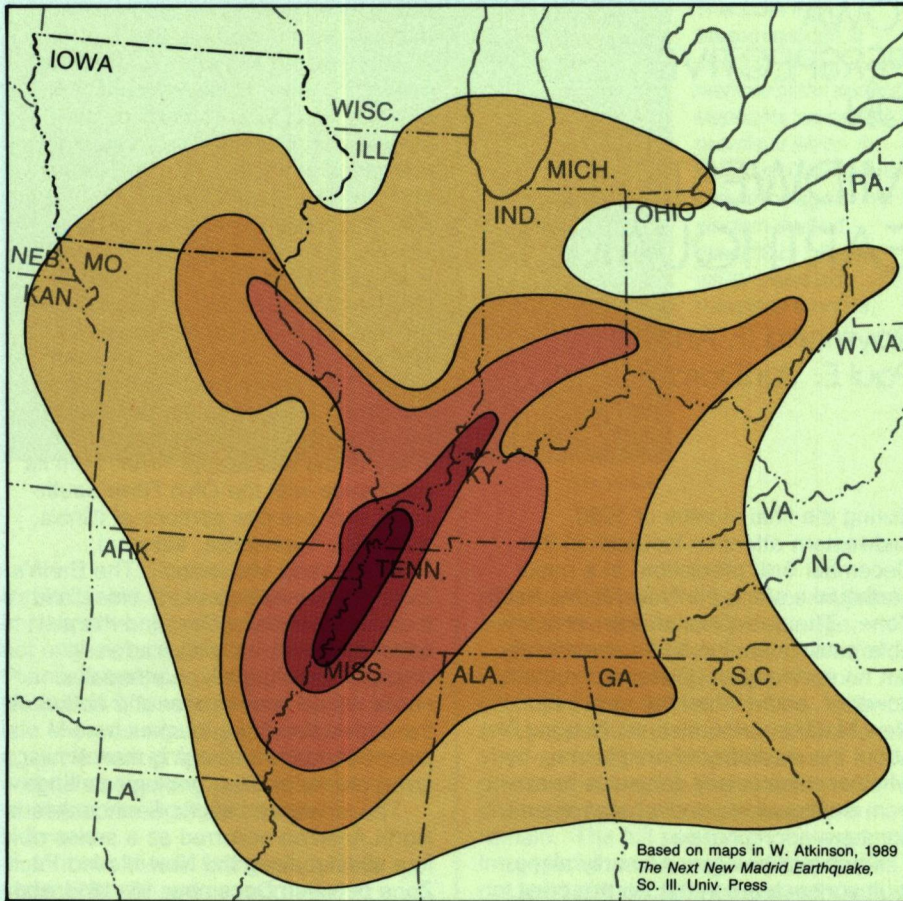 IOWA
WISC.
ILL.
MICH.
PA.
IND.
OHIO
NEB.
MO.
KAN.
W. VA.
KY.
VA.
ARK.
N.C.
TENN.
MISS.
ALA.
GA.
S.C.
LA.
Based on maps in W. Atkinson, 1989
The Next New Madrid Earthquake,
So. Ill. Univ. Press